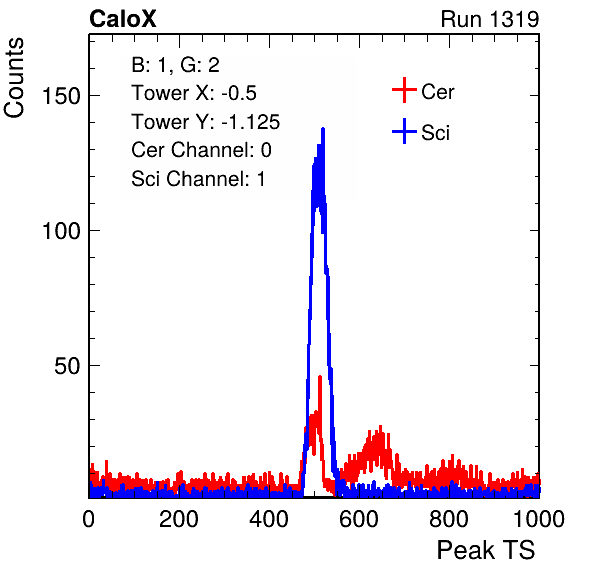 CaloX Run 1319
Counts
B: 1, G: 2
Tower X: -0.5
Tower Y: -1.125
Cer Channel: 0
Sci Channel: 1
Cer
Sci
150
100
50
0 200 400 600 800 1000
Peak TS